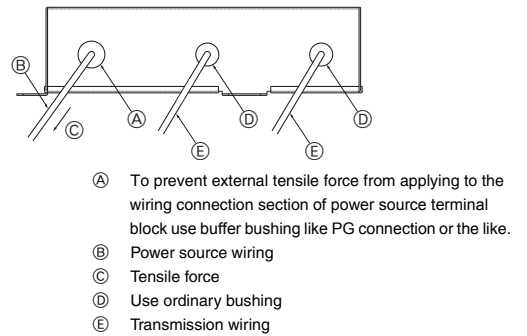 Ⓑ
Ⓒ
Ⓐ
Ⓔ
Ⓓ
Ⓔ
Ⓓ
Ⓐ To prevent external tensile force from applying to the
wiring connection section of power source terminal
block use buffer bushing like PG connection or the like.
Ⓑ Power source wiring
Ⓒ Tensile force
Ⓓ Use ordinary bushing
Ⓔ Transmission wiring